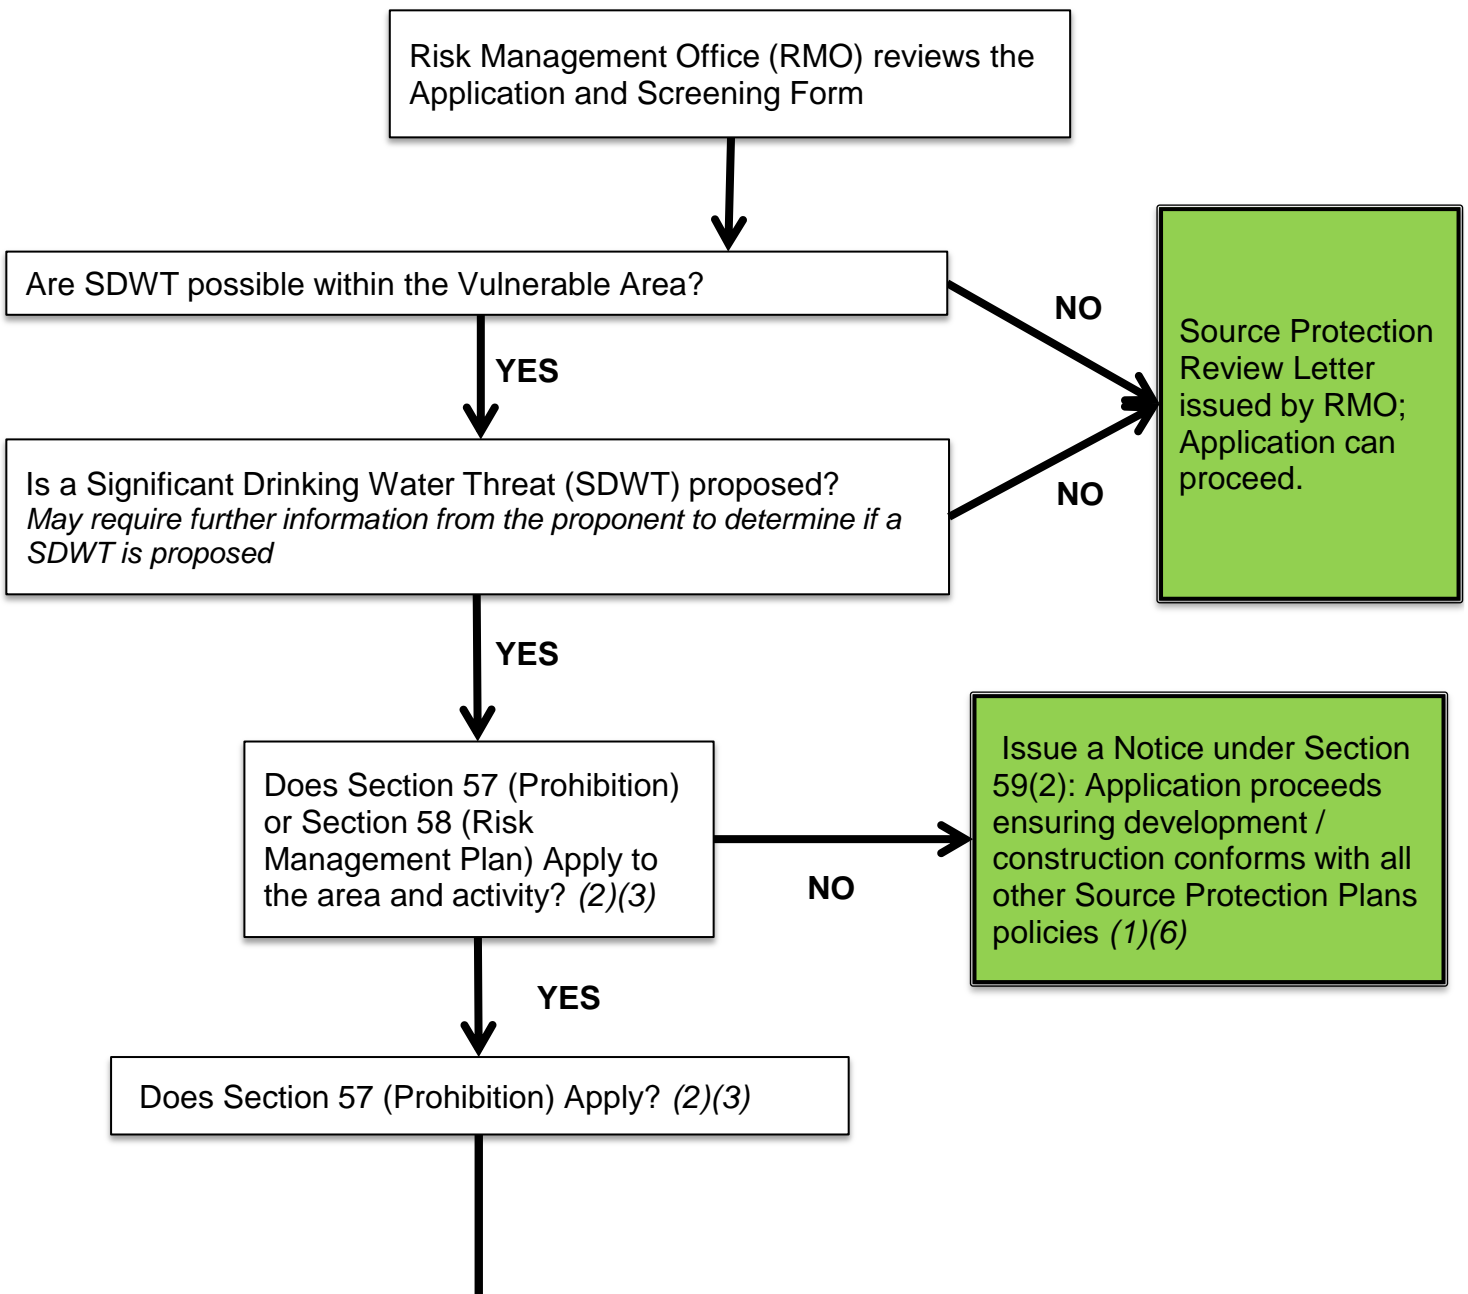 Risk Management Office (RMO) reviews the
Application and Screening Form
Are SDWT possible within the Vulnerable Area?
NO
YES
Source Protection
Review Letter
issued by RMO;
Application can
proceed.
Is a Significant Drinking Water Threat (SDWT) proposed?
May require further information from the proponent to determine if a
SDWT is proposed
NO
YES
Does Section 57 (Prohibition)
or Section 58 (Risk
Management Plan) Apply to
the area and activity? (2)(3)
NO
Issue a Notice under Section
59(2): Application proceeds
ensuring development /
construction conforms with all
other Source Protection Plans
policies (1)(6)
YES
Does Section 57 (Prohibition) Apply? (2)(3)